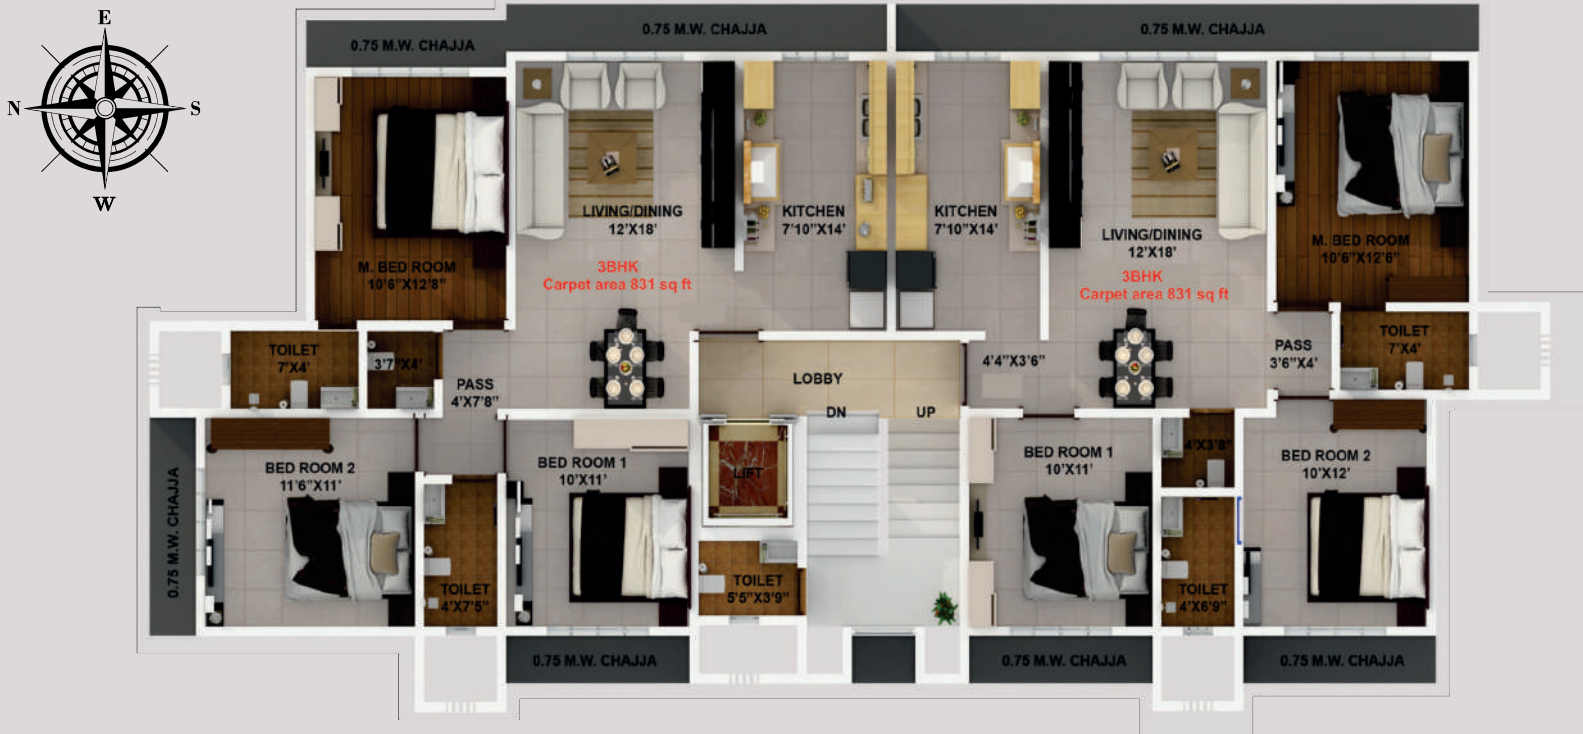 E
N
S
W
0.75 M.W. CHAJJA
0.75 M.W. CHAJJA
0.75 M.W. CHAJJA
M. BED ROOM
10'6"X12'8"
LIVING/DINING
12'X18'
3BHK
Carpet area 831 sq ft
KITCHEN
7'10"X14'
KITCHEN
7'10"X14'
LIVING/DINING
12'X18'
3BHK
Carpet area 831 sq ft
M. BED ROOM
10'6"X12'6"
TOILET
7'X4'
3'7"X4'
PASS
4'X7'8"
LOBBY
DN
UP
4'4"X3'6"
PASS
3'6"X4'
TOILET
7'X4'
BED ROOM 2
11'6"X11'
BED ROOM 1
10'X11'
LIFT
BED ROOM 1
10'X11'
4'X3'8"
BED ROOM 2
10'X12'
0.75 M.W. CHAJJA
TOILET
4'X7'5"
TOILET
5'5"X3'9"
TOILET
4'X6'9"
0.75 M.W. CHAJJA
0.75 M.W. CHAJJA
0.75 M.W. CHAJJA